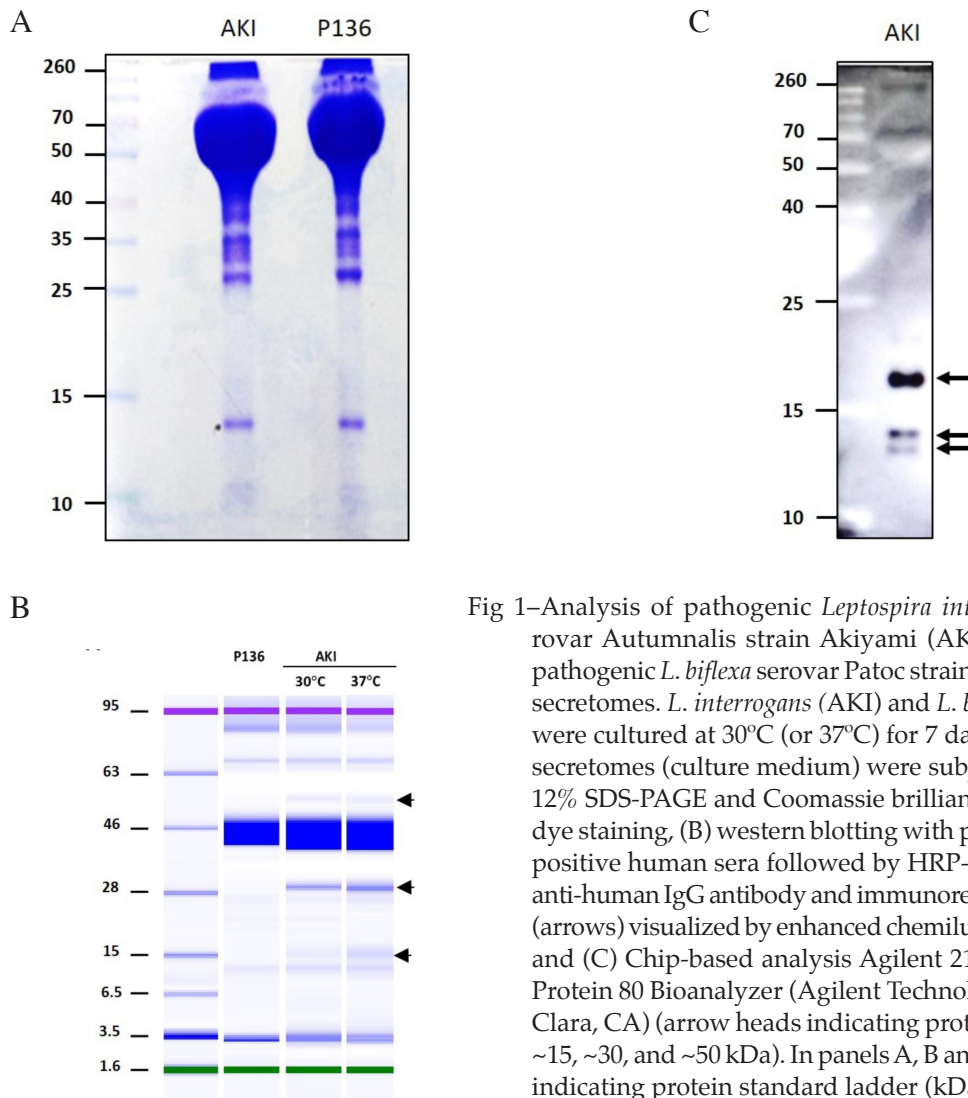 A
AKI P136
260
70
50
40
35
25
15
10
C
AKI
260
70
50
40
25
15
10
B
P136 AKI
30°C 37°C
95
63
46
28
15
6.5
3.5
1.6
Fig 1–Analysis of pathogenic Leptospira int
rovar Autumnalis strain Akiyami (AK
pathogenic L. biflexa serovar Patoc strain
secretomes. L. interrogans (AKI) and L. b
were cultured at 30ºC (or 37ºC) for 7 da
secretomes (culture medium) were subj
12% SDS-PAGE and Coomassie brillian
dye staining, (B) western blotting with p
positive human sera followed by HRP-
anti-human IgG antibody and immunore
(arrows) visualized by enhanced chemilu
and (C) Chip-based analysis Agilent 21
Protein 80 Bioanalyzer (Agilent Technol
Clara, CA) (arrow heads indicating prot
~15, ~30, and ~50 kDa). In panels A, B an
indicating protein standard ladder (kDa